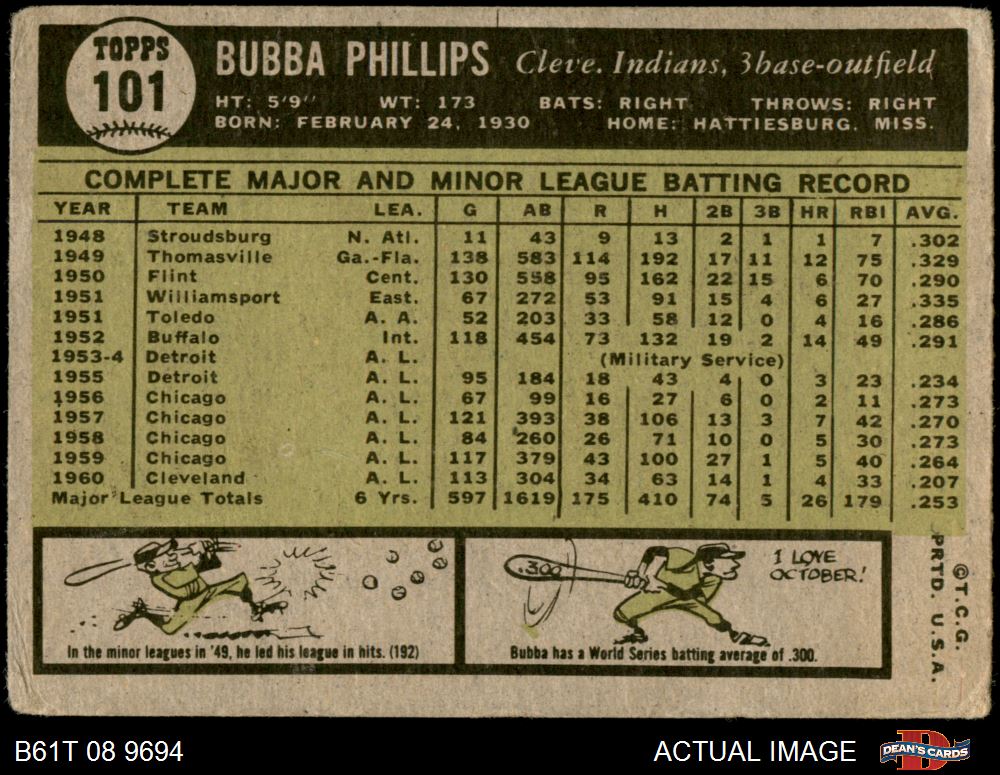 TOPPS
101
BUBBA PHILLIPS Cleve. Indians, 3base-outfield
HT: 5'9" WT: 173 BATS: RIGHT THROWS: RIGHT
BORN: FEBRUARY 24, 1930 HOME: HATTIESBURG, MISS.
COMPLETE MAJOR AND MINOR LEAGUE BATTING RECORD
YEAR TEAM LEA. G AB R H 2B 3B HR RBI AVG.
1948 Stroudsburg N. Atl. 11 43 9 13 2 1 1 7 .302
1949 Thomasville Ga.-Fla. 138 583 114 192 17 11 12 75 .329
1950 Flint Cent. 130 558 95 162 22 15 6 70 .290
1951 Williamsport East. 67 272 53 91 15 4 6 27 .335
1951 Toledo A. A. 52 203 33 58 12 0 4 16 .286
1952 Buffalo Int. 118 454 73 132 19 2 14 49 .291
1953-4 Detroit A. L. (Military Service)
1955 Detroit A. L. 95 184 18 43 4 0 3 23 .234
1956 Chicago A. L. 67 99 16 27 6 0 2 11 .273
1957 Chicago A. L. 121 393 38 106 13 3 7 42 .270
1958 Chicago A. L. 84 260 26 71 10 0 5 30 .273
1959 Chicago A. L. 117 379 43 100 27 1 5 40 .264
1960 Cleveland A. L. 113 304 34 63 14 1 4 33 .207
Major League Totals 6 Yrs. 597 1619 175 410 74 5 26 179 .253
In the minor leagues in '49, he led his league in hits. (192)
.300
I LOVE
OCTOBER!
Bubba has a World Series batting average of .300.
©T.C.G.
PRTD. U.S.A.
B61T 08 9694 ACTUAL IMAGE
DEAN'S CARDS